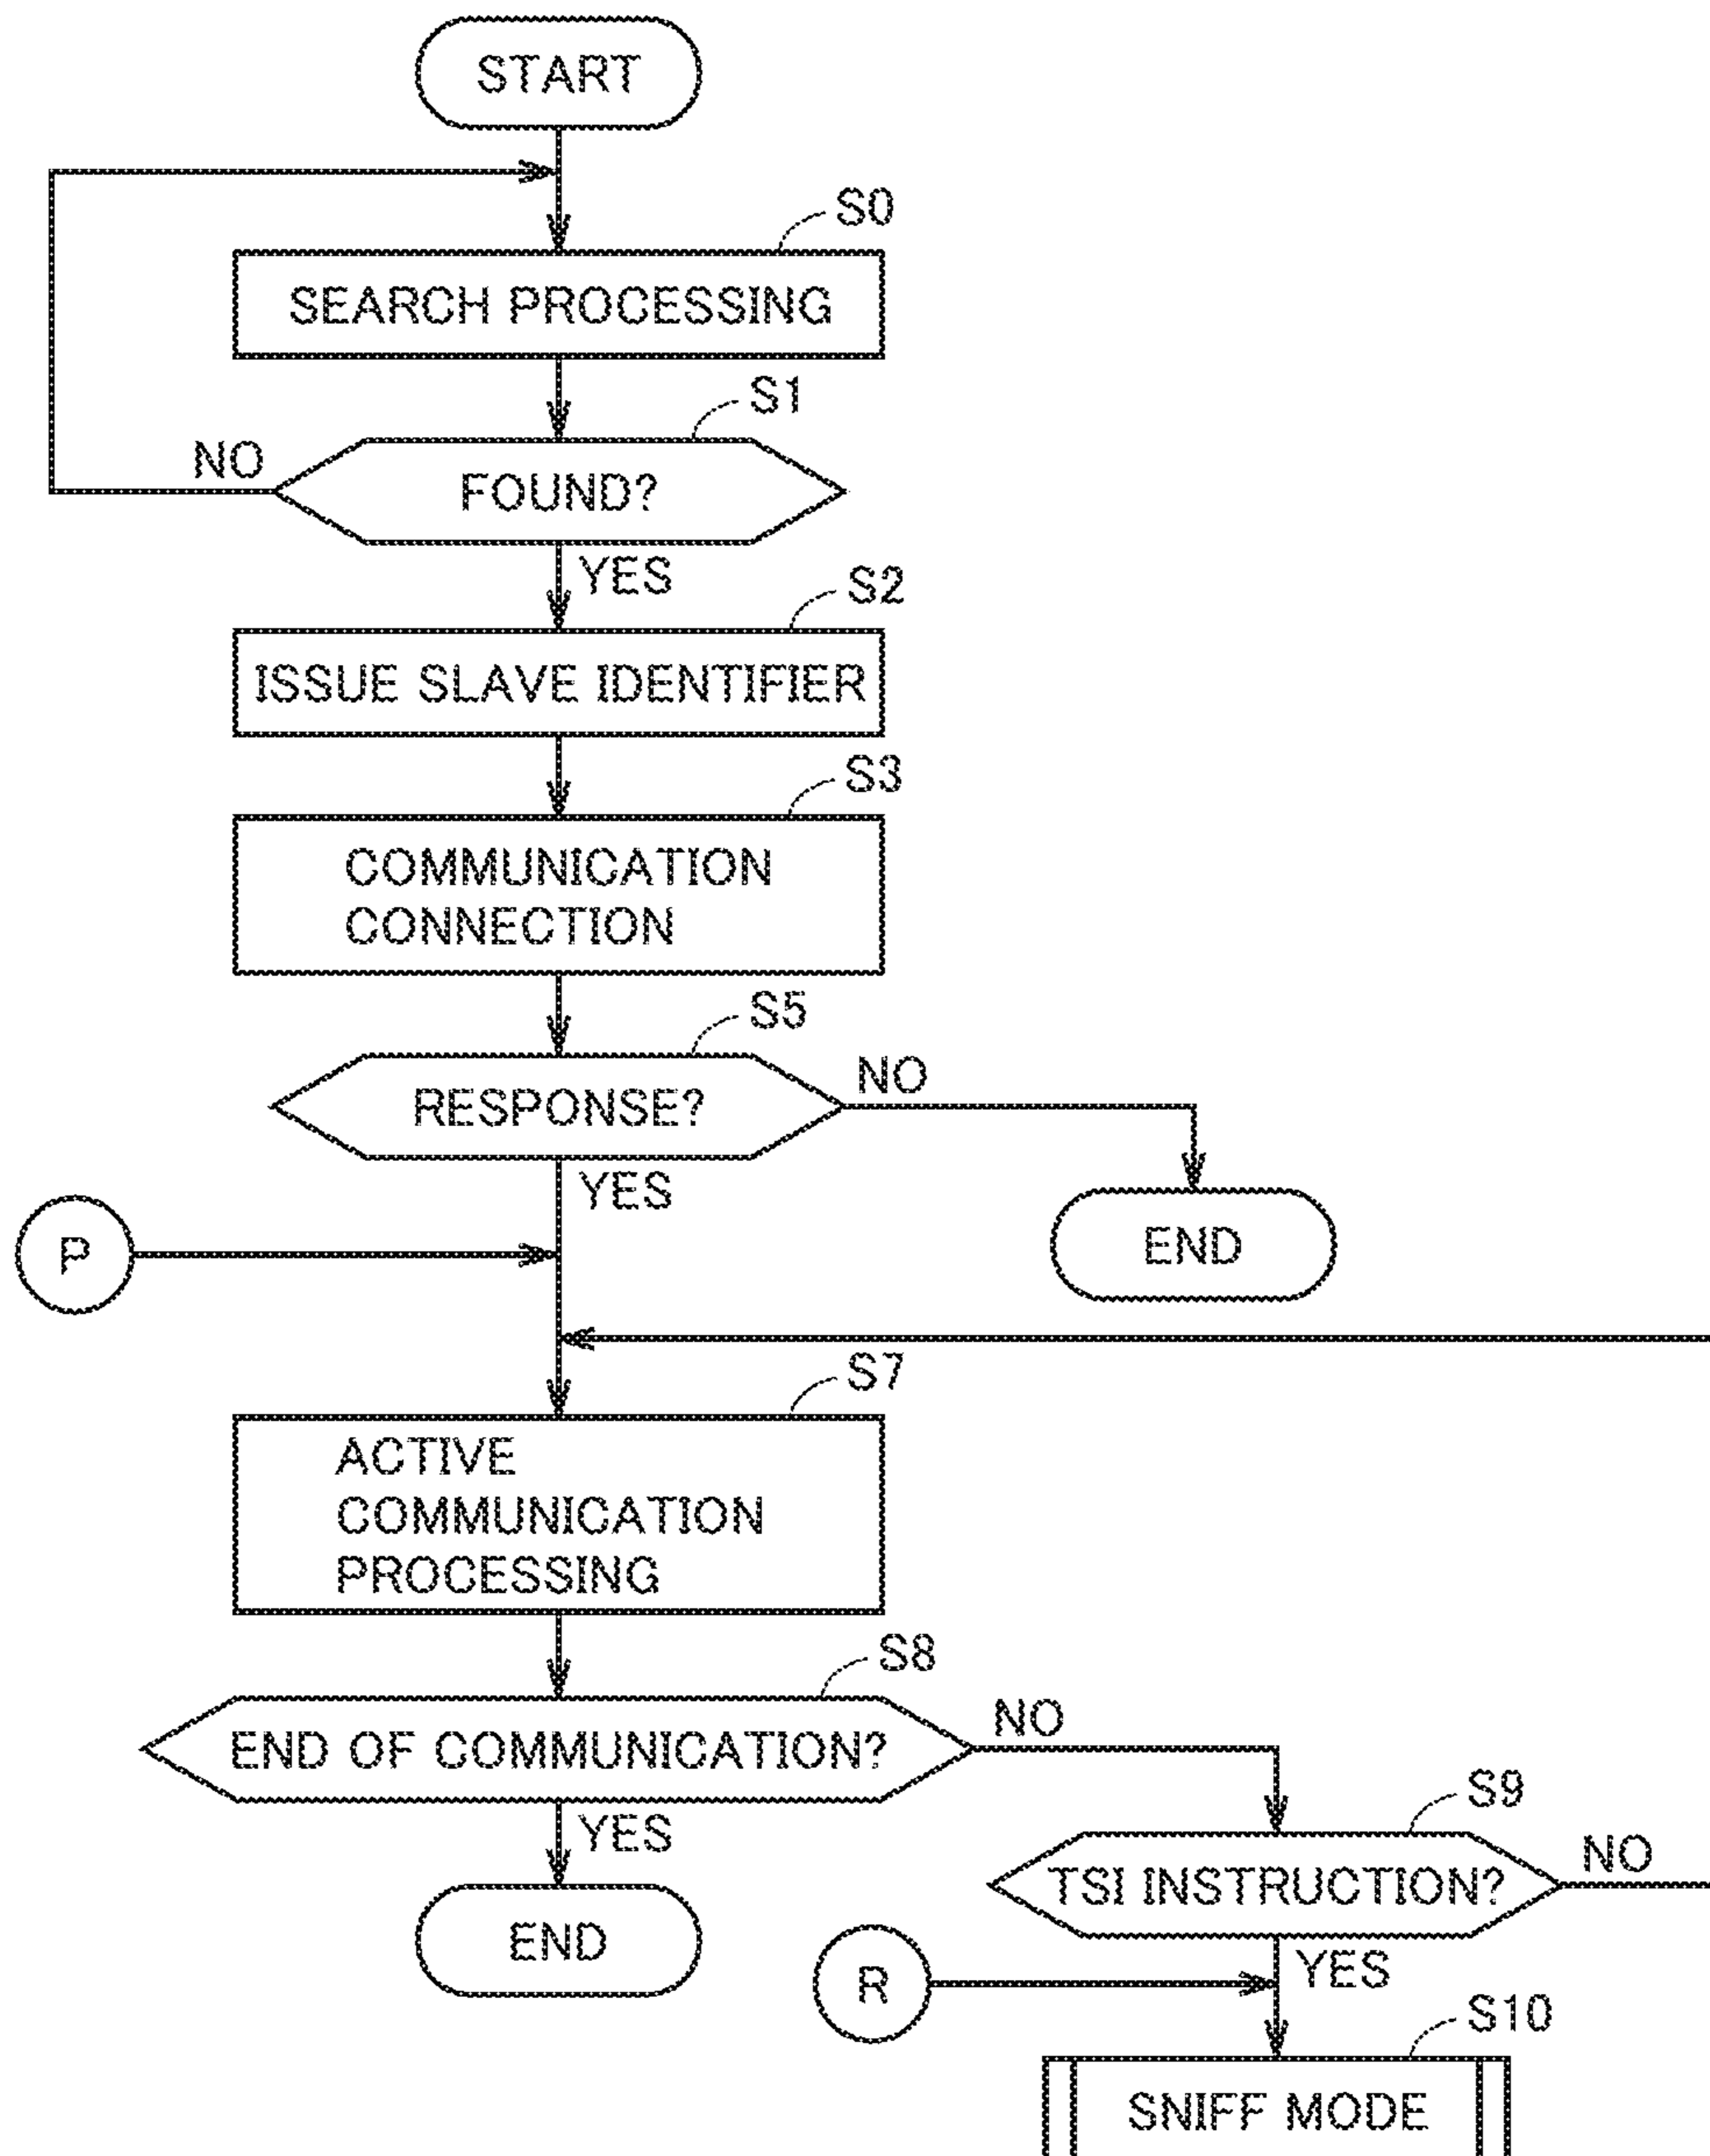 START
S0
SEARCH PROCESSING
S1
NO
FOUND?
YES
S2
ISSUE SLAVE IDENTIFIER
S3
COMMUNICATION
CONNECTION
S5
NO
RESPONSE?
YES
P
END
S7
ACTIVE
COMMUNICATION
PROCESSING
S8
NO
END OF COMMUNICATION?
S9
YES
NO
TSI INSTRUCTION?
END
YES
R
S10
SNIFF MODE